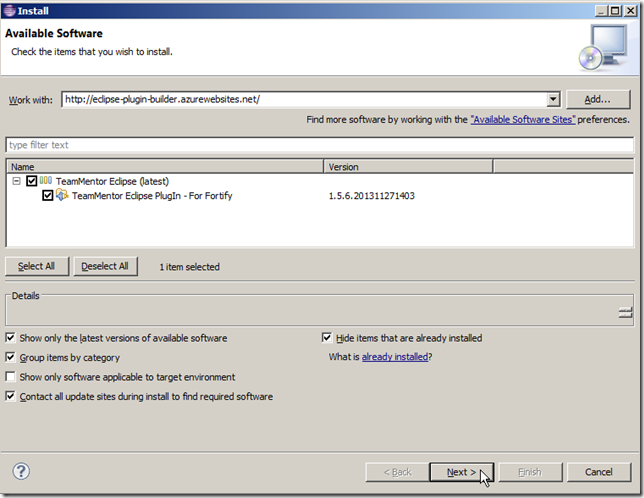 Install
Available Software
Check the items that you wish to install.
Work with: http://eclipse-plugin-builder.azurewebsites.net/ Add...
Find more software by working with the "Available Software Sites" preferences.
type filter text
Name Version
TeamMentor Eclipse (latest)
TeamMentor Eclipse PlugIn - For Fortify 1.5.6.201311271403
Select All Deselect All 1 item selected
Details
Show only the latest versions of available software Hide items that are already installed
Group items by category What is already installed?
Show only software applicable to target environment
Contact all update sites during install to find required software
? < Back Next > Finish Cancel